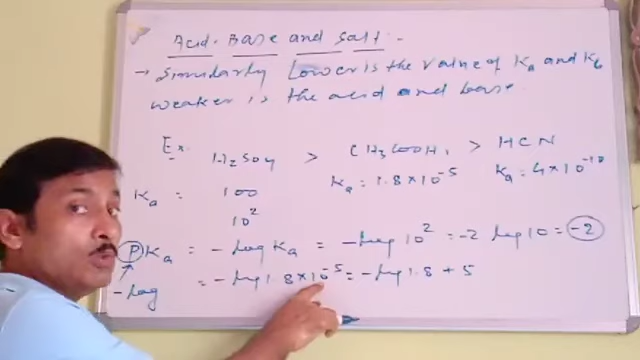 Acid-Base and Salt -
→ Similarly Lower is the value of Ka and Kb
weaker is the acid and base.
Ex. H2SO4 > CH3COOH, > HCN
Ka = 100 Ka = 1.8×10^-5 Ka = 4×10^-10
10^2
PKa = -log Ka = -log 10^2 = -2 log 10 = -2
-log = -log 1.8×10^-5 = -log 1.8 + 5